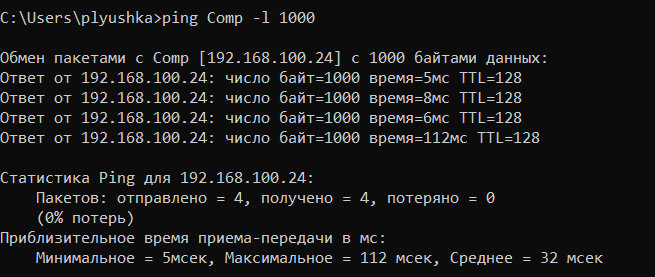 C:\Users\plyushka>ping Comp -l 1000
Обмен пакетами с Comp [192.168.100.24] с 1000 байтами данных:
Ответ от 192.168.100.24: число байт=1000 время=5мс TTL=128
Ответ от 192.168.100.24: число байт=1000 время=8мс TTL=128
Ответ от 192.168.100.24: число байт=1000 время=6мс TTL=128
Ответ от 192.168.100.24: число байт=1000 время=112мс TTL=128
Статистика Ping для 192.168.100.24:
Пакетов: отправлено = 4, получено = 4, потеряно = 0
(0% потерь)
Приблизительное время приема-передачи в мс:
Минимальное = 5мсек, Максимальное = 112 мсек, Среднее = 32 мсек